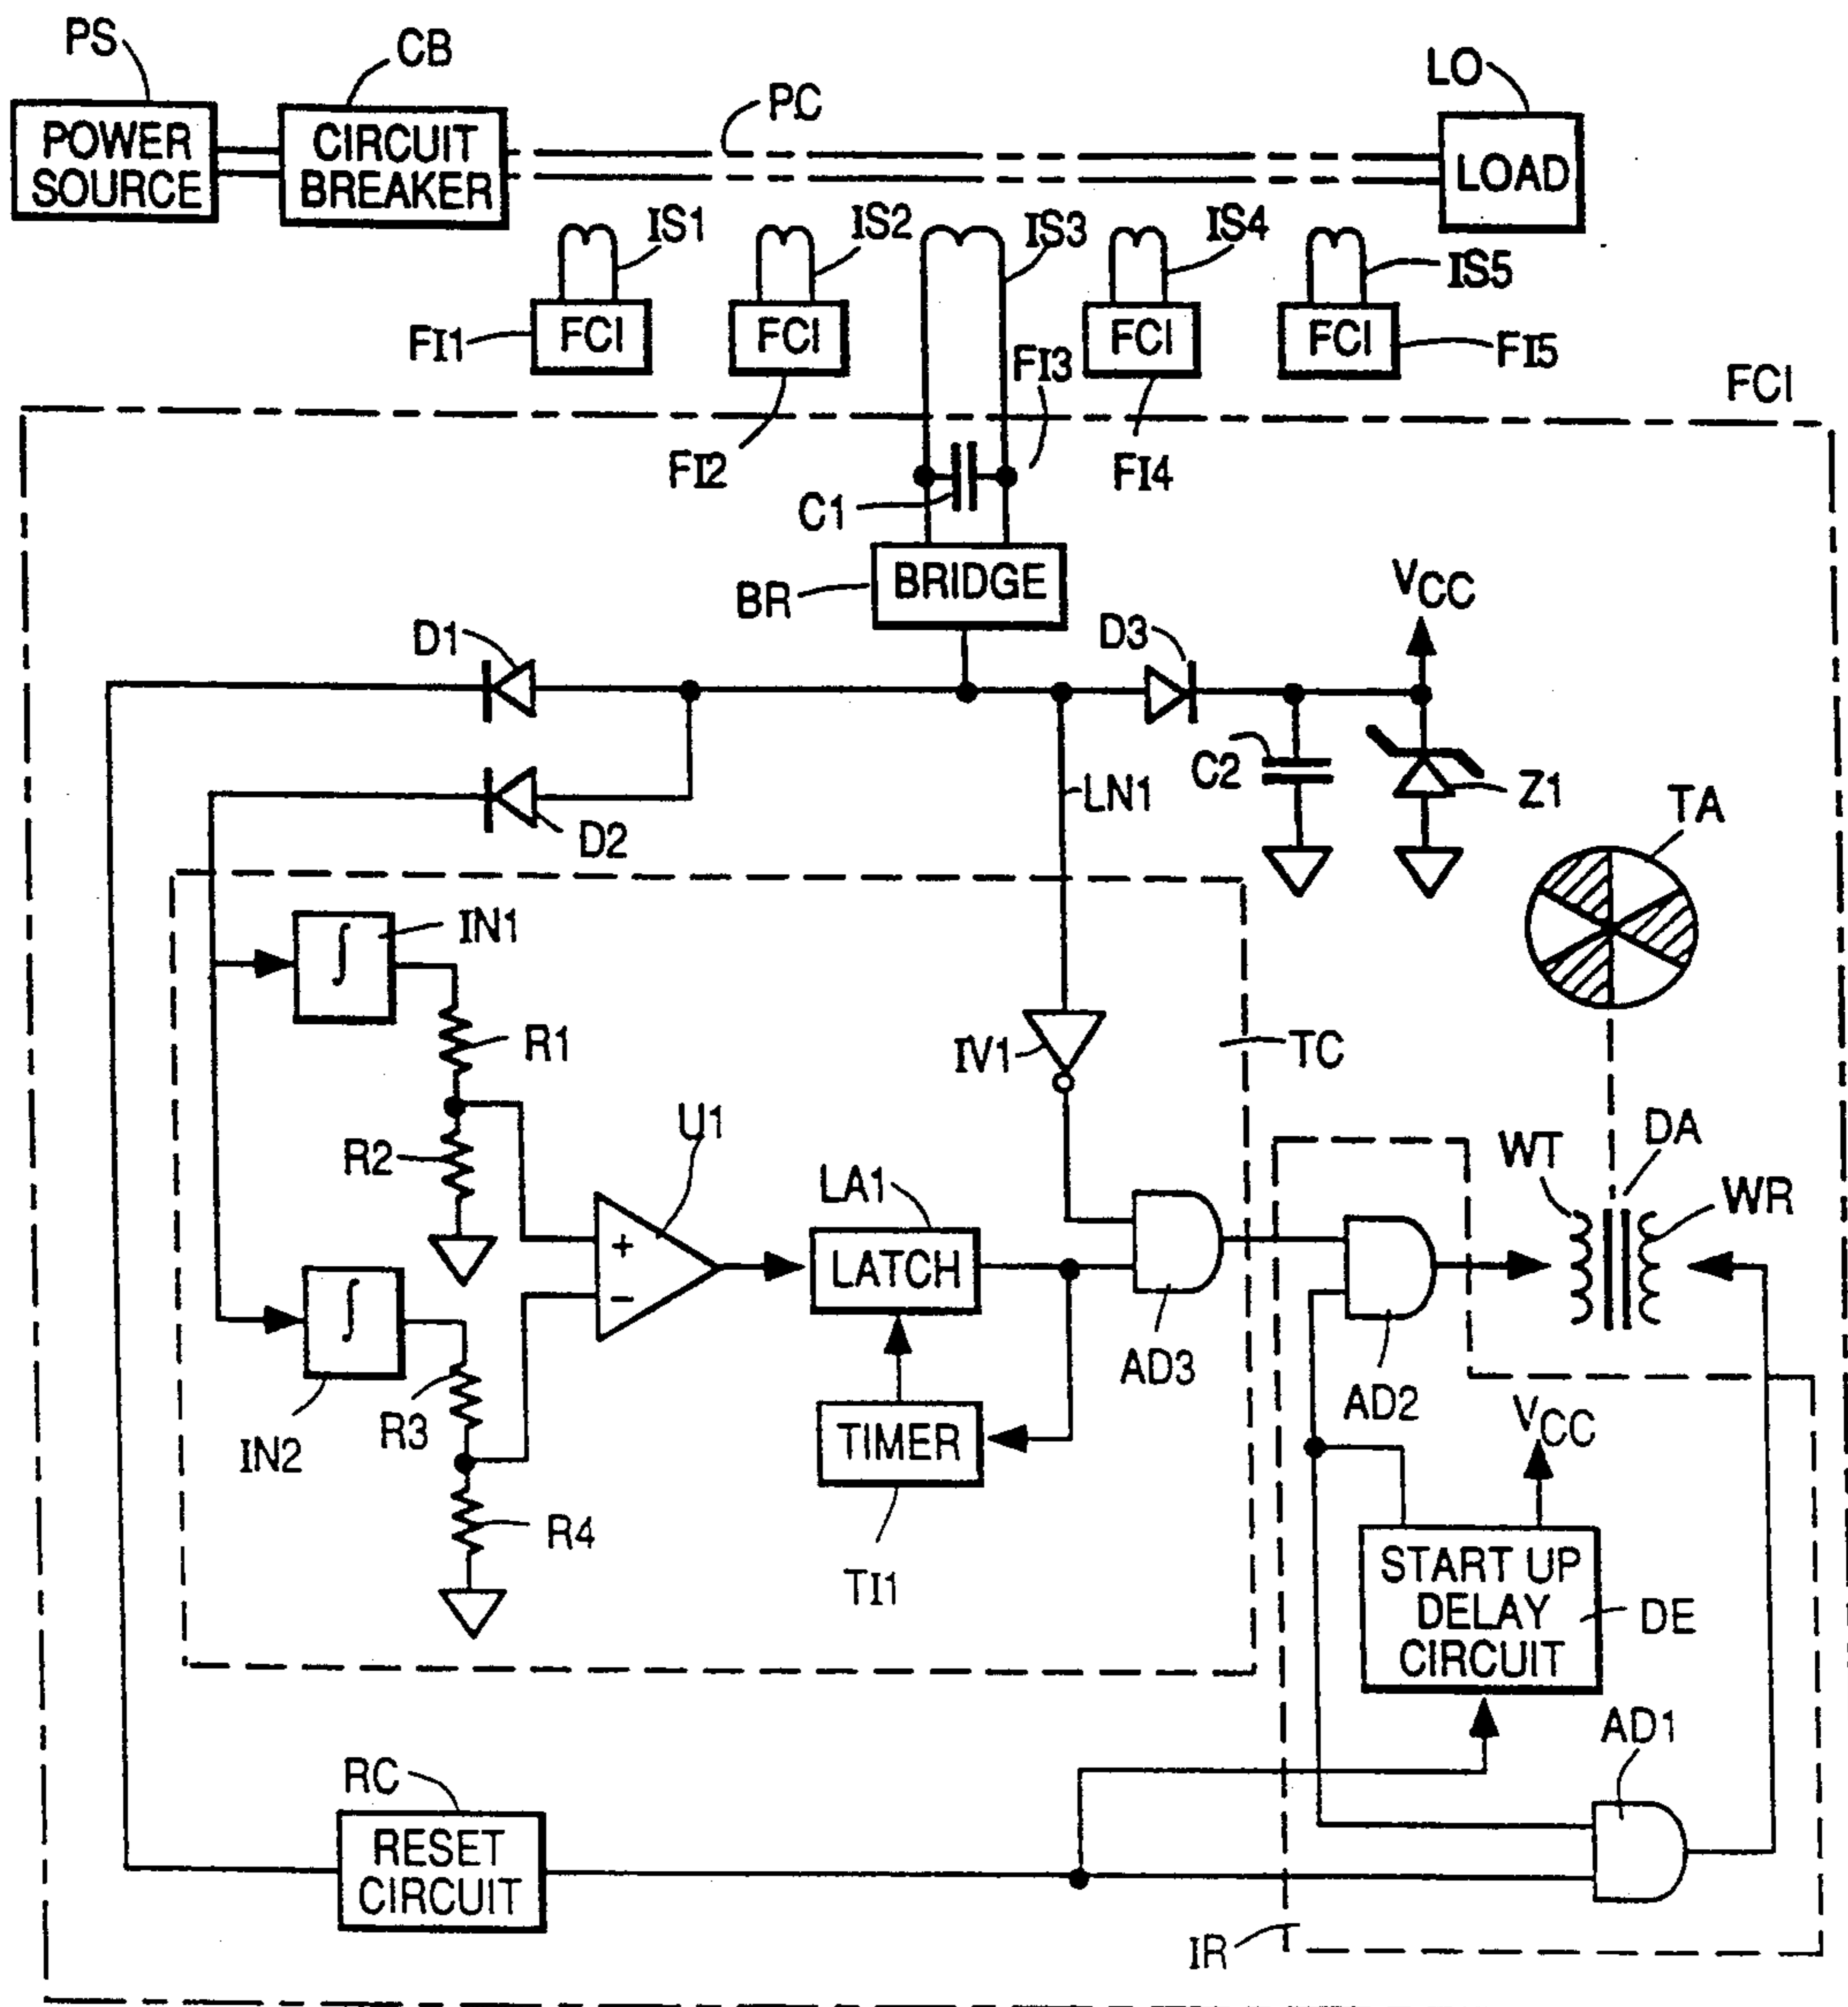 PS
CB
PC
LO
POWER
SOURCE
CIRCUIT
BREAKER
LOAD
IS1
IS2
IS3
IS4
IS5
FI1
FCI
FCI
FCI
FCI
FI5
FI2
FI3
FI4
FCI
C1
BR
BRIDGE
VCC
D1
D3
D2
LN1
C2
Z1
TA
∫
IN1
R1
IV1
TC
R2
U1
LA1
WT
DA
WR
+
−
LATCH
∫
IN2
R3
AD3
AD2
TIMER
VCC
R4
TI1
START UP
DELAY
CIRCUIT
DE
RC
AD1
RESET
CIRCUIT
IR